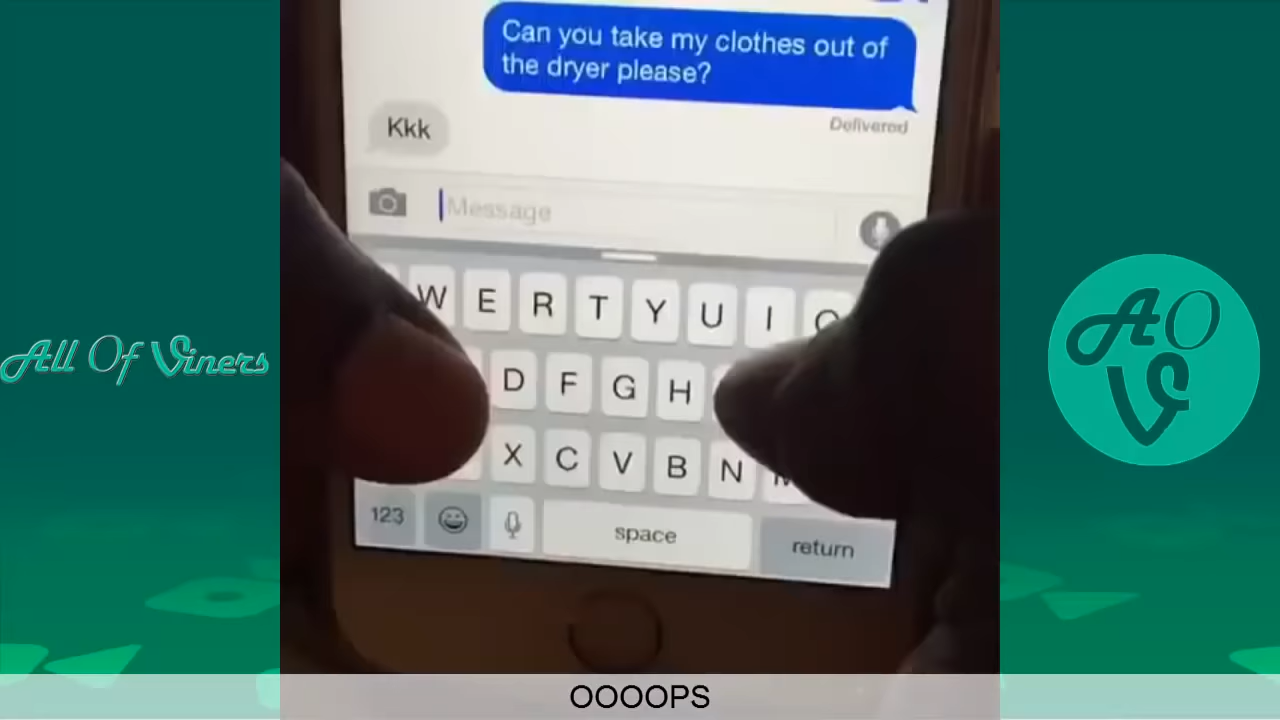 Can you take my clothes out of
the dryer please?
Delivered
Kkk
Message
W E R T Y U I
D F G H
X C V B N
123 space return
All Of Viners
AOV
OOOOPS